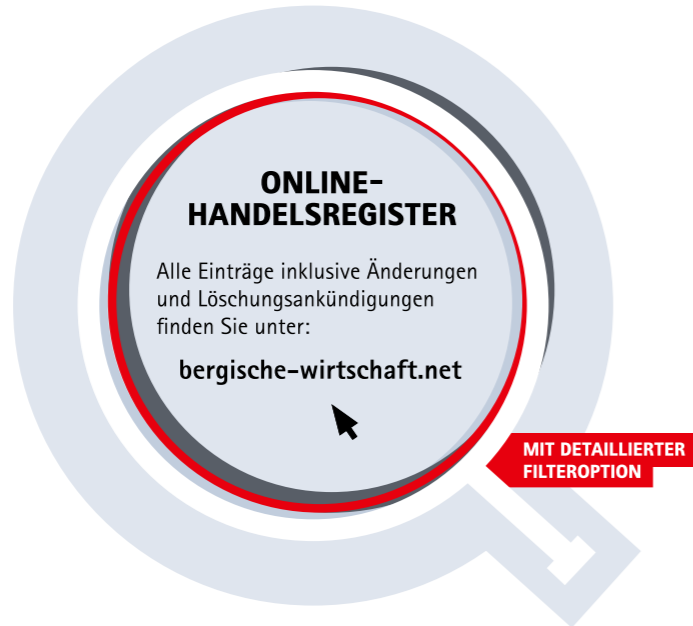 ONLINE-
HANDELSREGISTER
Alle Einträge inklusive Änderungen
und Löschungsankündigungen
finden Sie unter:
bergische-wirtschaft.net
MIT DETAILLIERTER
FILTEROPTION